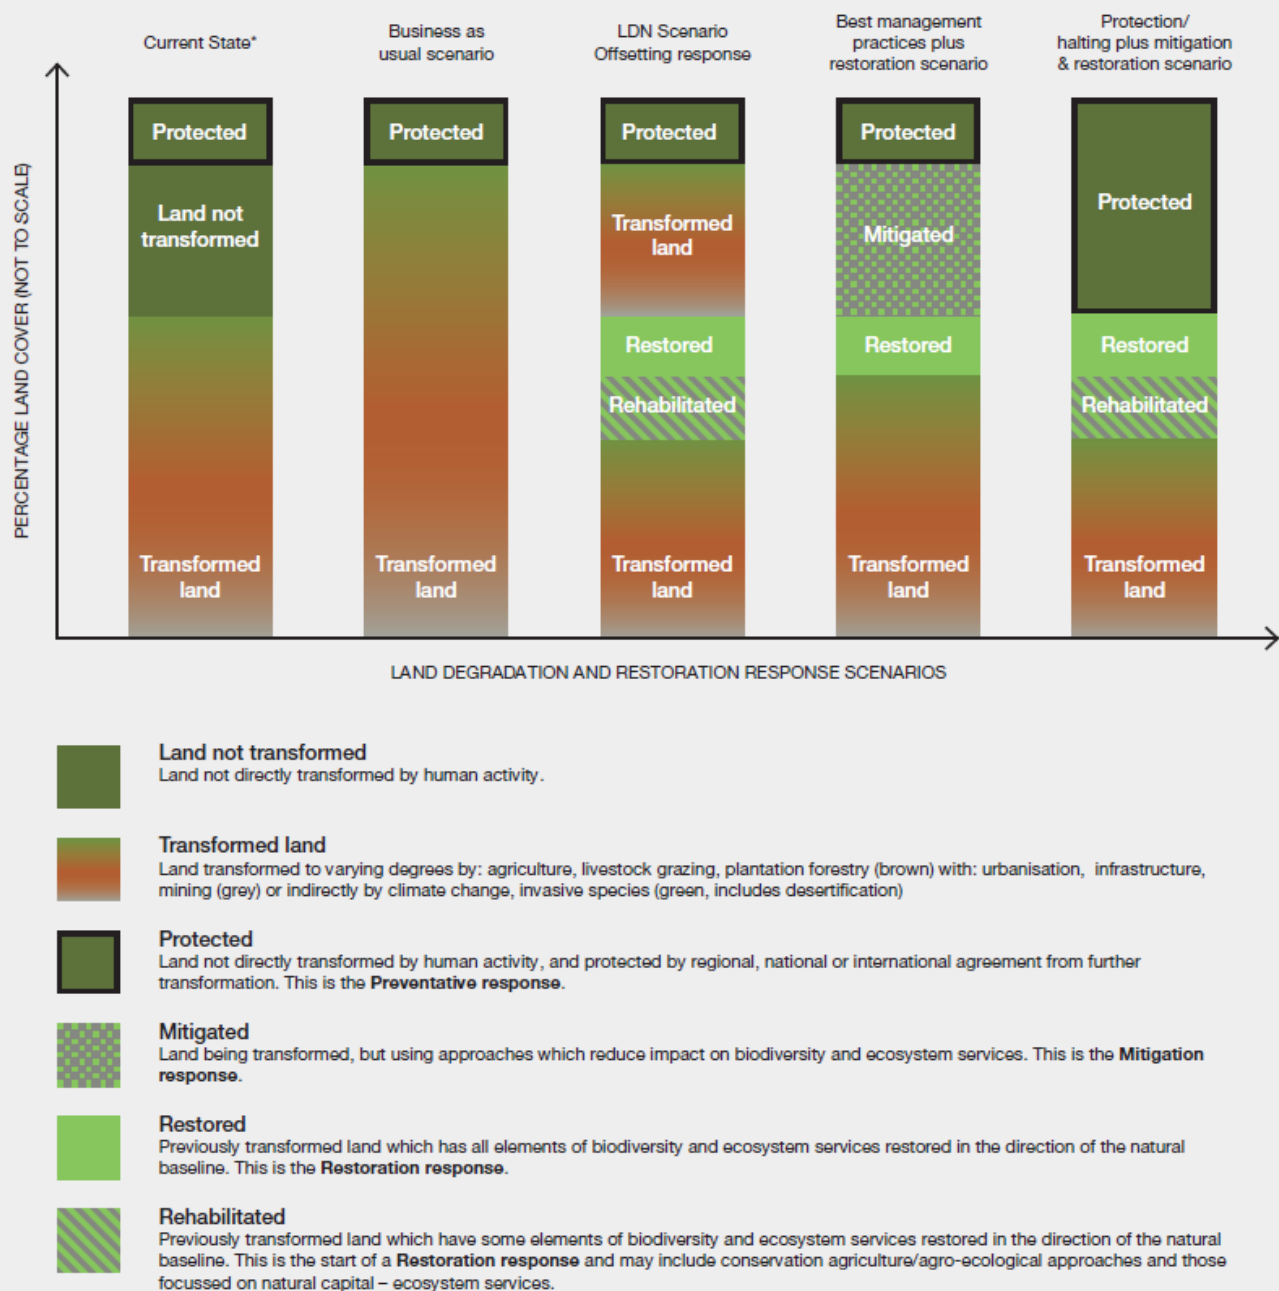 Current State*
Business as
usual scenario
LDN Scenario
Offsetting response
Best management
practices plus
restoration scenario
Protection/
halting plus mitigation
& restoration scenario
PERCENTAGE LAND COVER (NOT TO SCALE)
Protected
Land not
transformed
Transformed
land
Protected
Transformed
land
Protected
Transformed
land
Restored
Rehabilitated
Transformed
land
Protected
Mitigated
Restored
Transformed
land
Protected
Restored
Rehabilitated
Transformed
land
LAND DEGRADATION AND RESTORATION RESPONSE SCENARIOS
Land not transformed
Land not directly transformed by human activity.
Transformed land
Land transformed to varying degrees by: agriculture, livestock grazing, plantation forestry (brown) with: urbanisation, infrastructure,
mining (grey) or indirectly by climate change, invasive species (green, includes desertification)
Protected
Land not directly transformed by human activity, and protected by regional, national or international agreement from further
transformation. This is the Preventative response.
Mitigated
Land being transformed, but using approaches which reduce impact on biodiversity and ecosystem services. This is the Mitigation
response.
Restored
Previously transformed land which has all elements of biodiversity and ecosystem services restored in the direction of the natural
baseline. This is the Restoration response.
Rehabilitated
Previously transformed land which have some elements of biodiversity and ecosystem services restored in the direction of the natural
baseline. This is the start of a Restoration response and may include conservation agriculture/agro-ecological approaches and those
focussed on natural capital – ecosystem services.